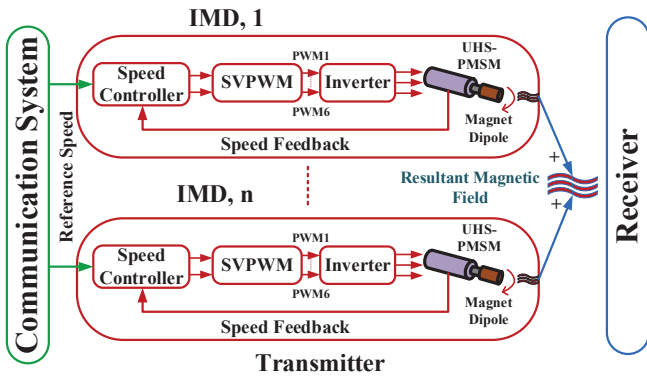 IMD, 1
Communication System
Reference Speed
Speed
Controller
SVPWM
PWM1
PWM6
Inverter
UHS-
PMSM
Magnet
Dipole
Speed Feedback
+
Resultant Magnetic
Field
+
Receiver
IMD, n
Speed
Controller
SVPWM
PWM1
PWM6
Inverter
UHS-
PMSM
Magnet
Dipole
Speed Feedback
Transmitter